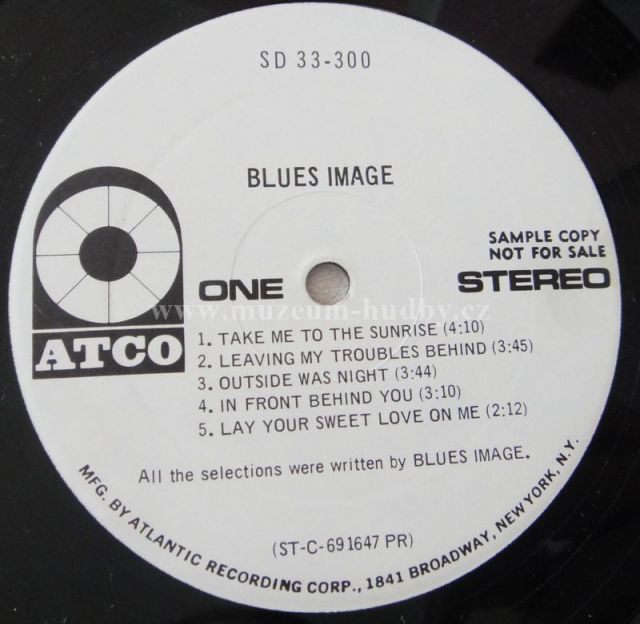 SD 33-300
BLUES IMAGE
SAMPLE COPY
NOT FOR SALE
ONE
STEREO
ATCO
www.muzeum-hudby.cz
1. TAKE ME TO THE SUNRISE (4:10)
2. LEAVING MY TROUBLES BEHIND (3:45)
3. OUTSIDE WAS NIGHT (3:44)
4. IN FRONT BEHIND YOU (3:10)
5. LAY YOUR SWEET LOVE ON ME (2:12)
All the selections were written by BLUES IMAGE.
(ST-C-691647 PR)
MFG. BY ATLANTIC RECORDING CORP., 1841 BROADWAY, NEW YORK, N.Y.